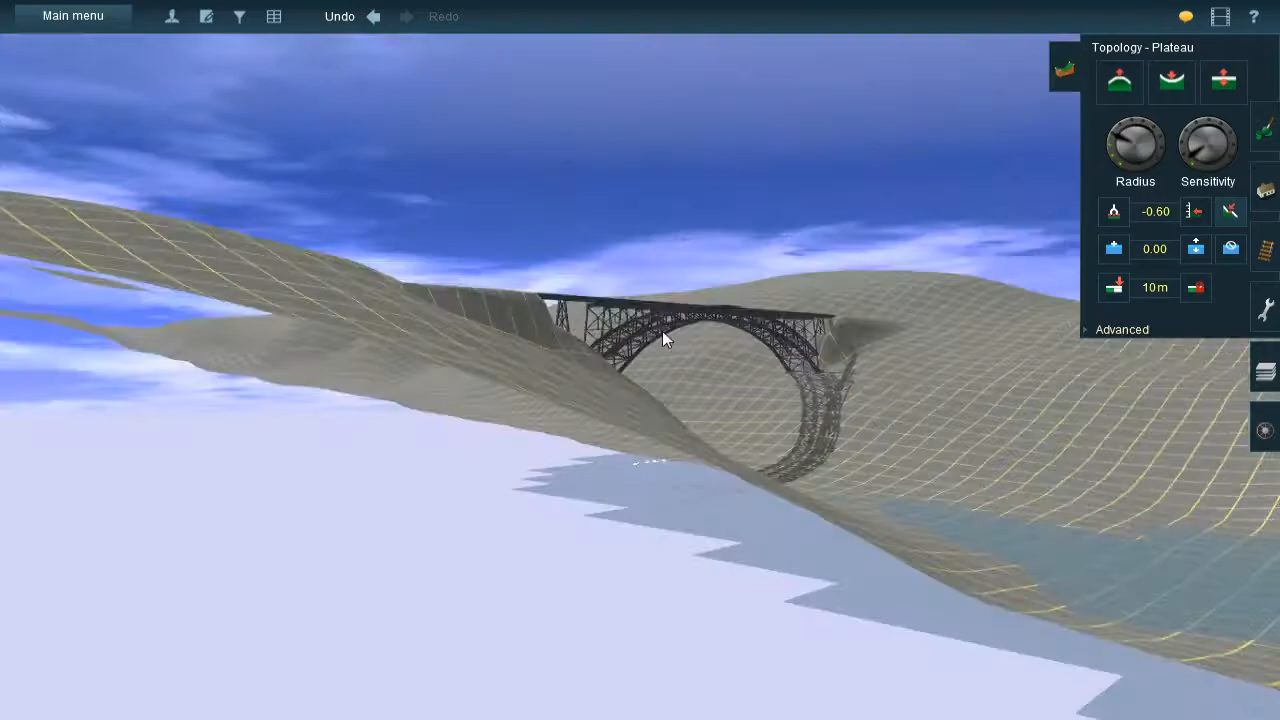 Main menu
Undo
Redo
?
Topology - Plateau
Radius
Sensitivity
-0.60
0.00
10m
Advanced